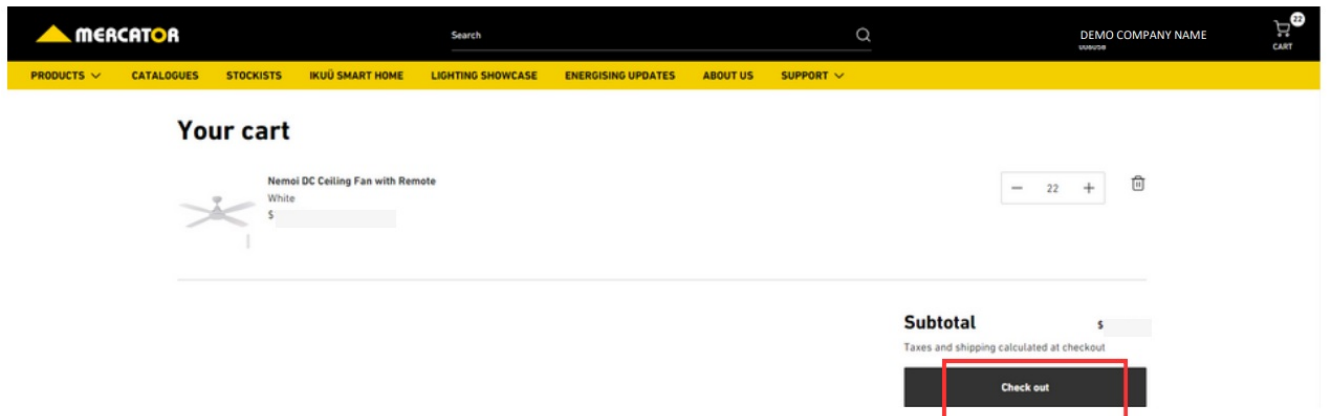 MERCATOR
Search
DEMO COMPANY NAME
22
CART
PRODUCTS CATALOGUES STOCKISTS IKUÜ SMART HOME LIGHTING SHOWCASE ENERGISING UPDATES ABOUT US SUPPORT
Your cart
Nemoi DC Ceiling Fan with Remote
White
$
− 22 +
Subtotal $
Taxes and shipping calculated at checkout
Check out